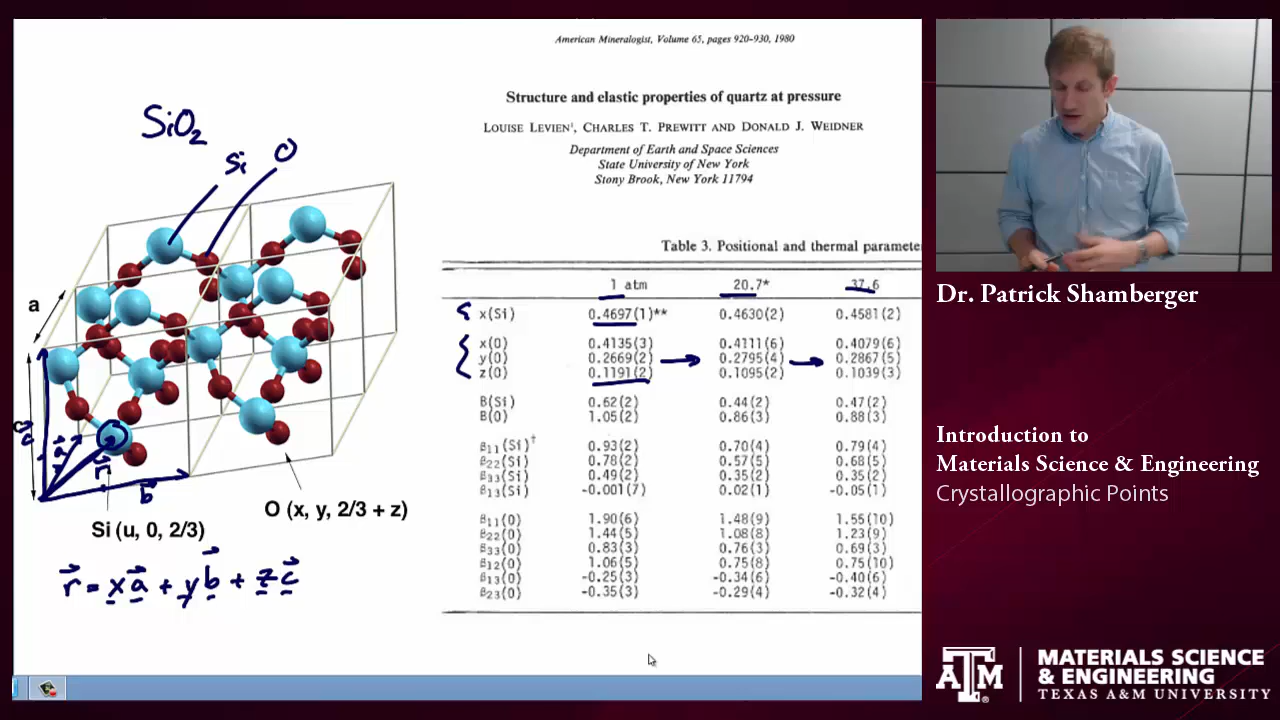 American Mineralogist, Volume 65, pages 920-930, 1980
Structure and elastic properties of quartz at pressure
LOUISE LEVIEN¹, CHARLES T. PREWITT AND DONALD J. WEIDNER
Department of Earth and Space Sciences
State University of New York
Stony Brook, New York 11794
SiO₂
Si
O
a
c
c
a
r
b
Si (u, 0, 2/3)
O (x, y, 2/3 + z)
r = xa + yb + zc
Table 3. Positional and thermal paramete
1 atm 20.7* 37.6
x(Si) 0.4697(1)** 0.4630(2) 0.4581(2)
x(O) 0.4135(3) 0.4111(6) 0.4079(6)
y(O) 0.2669(2) 0.2795(4) 0.2867(5)
z(O) 0.1191(2) 0.1095(2) 0.1039(3)
B(Si) 0.62(2) 0.44(2) 0.47(2)
B(O) 1.05(2) 0.86(3) 0.88(3)
β11(Si)† 0.93(2) 0.70(4) 0.79(4)
β22(Si) 0.78(2) 0.57(5) 0.68(5)
β33(Si) 0.49(2) 0.35(2) 0.35(2)
β13(Si) -0.001(7) 0.02(1) -0.05(1)
β11(O) 1.90(6) 1.48(9) 1.55(10)
β22(O) 1.44(5) 1.08(8) 1.23(9)
β33(O) 0.83(3) 0.76(3) 0.69(3)
β12(O) 1.06(5) 0.75(8) 0.75(10)
β13(O) -0.25(3) -0.34(6) -0.40(6)
β23(O) -0.35(3) -0.29(4) -0.32(4)
Dr. Patrick Shamberger
Introduction to
Materials Science & Engineering
Crystallographic Points
ATM
MATERIALS SCIENCE
& ENGINEERING
TEXAS A&M UNIVERSITY